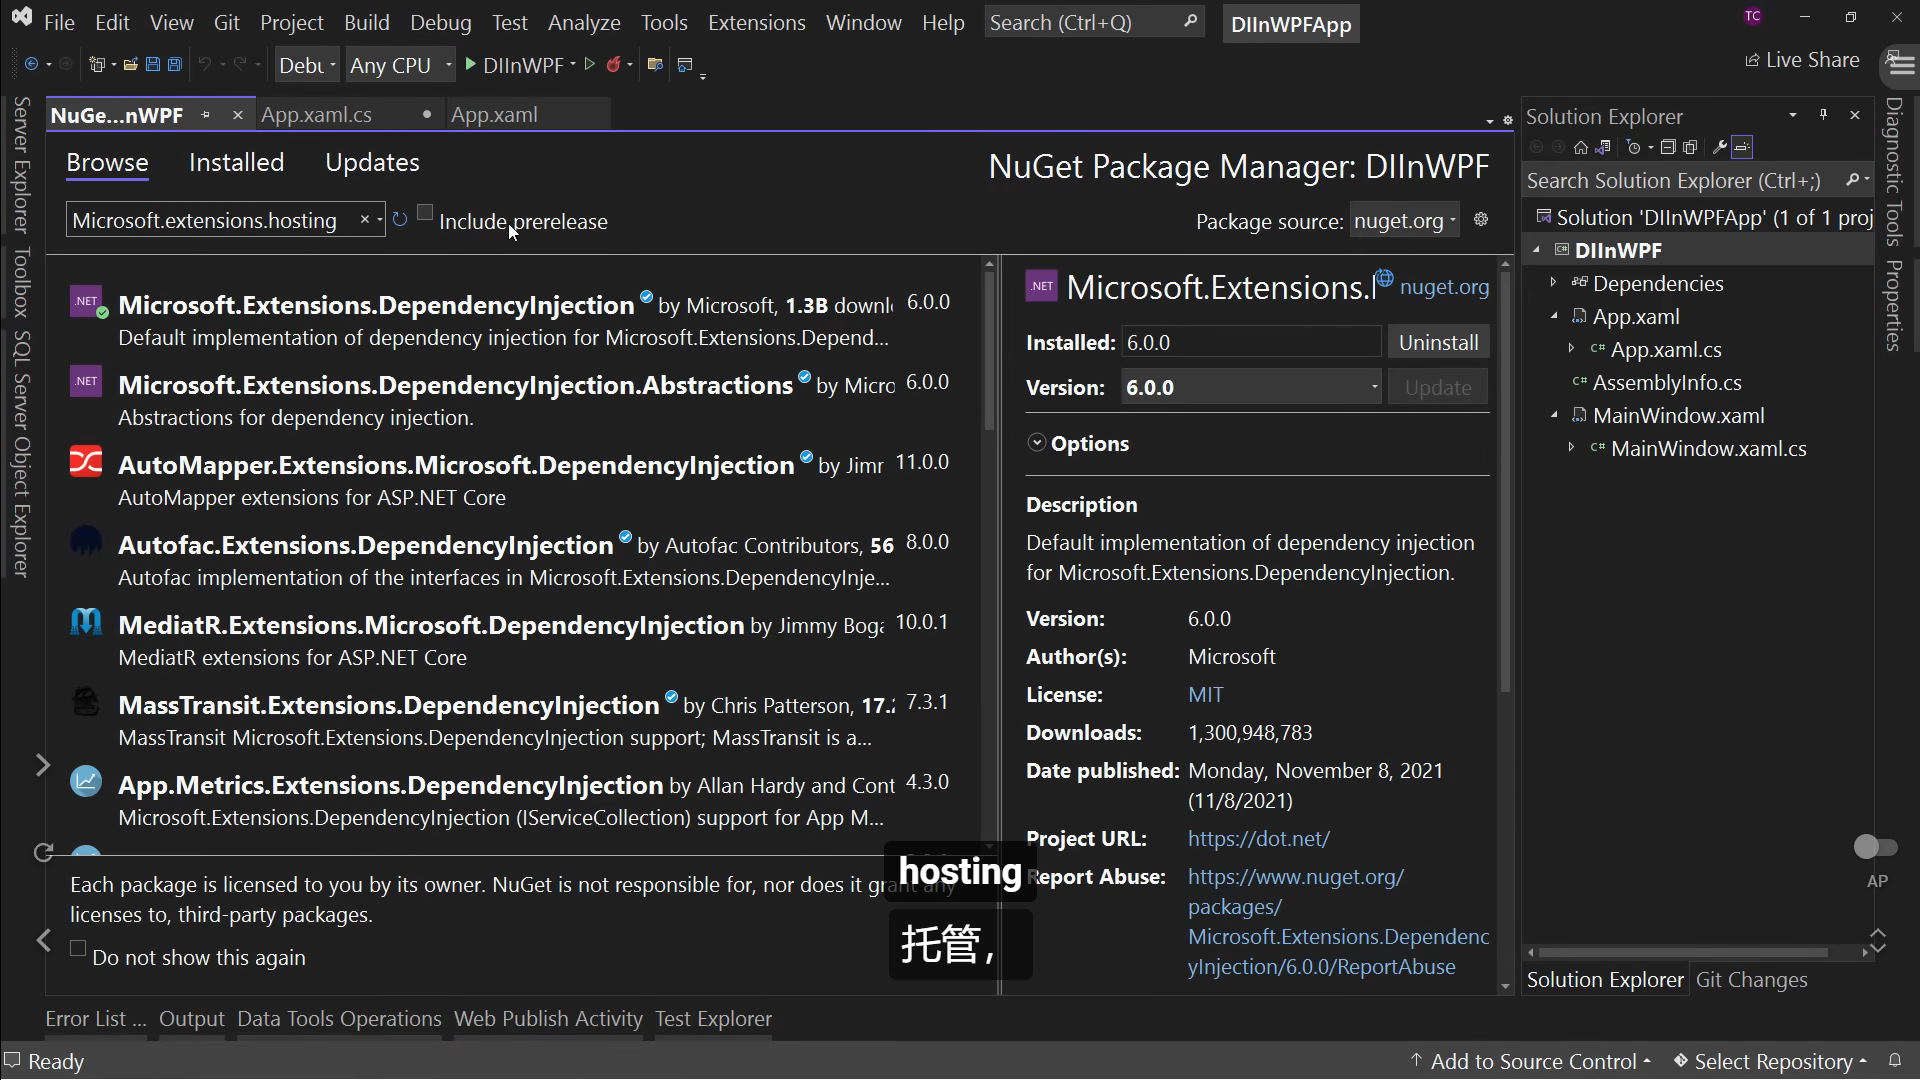 File Edit View Git Project Build Debug Test Analyze Tools Extensions Window Help Search (Ctrl+Q) DIInWPFApp TC
Debu Any CPU DIInWPF Live Share
NuGe...nWPF App.xaml.cs App.xaml
Browse Installed Updates
NuGet Package Manager: DIInWPF
Microsoft.extensions.hosting Include prerelease
Package source: nuget.org
.NET Microsoft.Extensions.DependencyInjection by Microsoft, 1.3B downl 6.0.0
Default implementation of dependency injection for Microsoft.Extensions.Depend...
.NET Microsoft.Extensions.DependencyInjection.Abstractions by Micro 6.0.0
Abstractions for dependency injection.
AutoMapper.Extensions.Microsoft.DependencyInjection by Jimr 11.0.0
AutoMapper extensions for ASP.NET Core
Autofac.Extensions.DependencyInjection by Autofac Contributors, 56 8.0.0
Autofac implementation of the interfaces in Microsoft.Extensions.DependencyInje...
MediatR.Extensions.Microsoft.DependencyInjection by Jimmy Boga 10.0.1
MediatR extensions for ASP.NET Core
MassTransit.Extensions.DependencyInjection by Chris Patterson, 17.2 7.3.1
MassTransit Microsoft.Extensions.DependencyInjection support; MassTransit is a...
App.Metrics.Extensions.DependencyInjection by Allan Hardy and Cont 4.3.0
Microsoft.Extensions.DependencyInjection (IServiceCollection) support for App M...
Each package is licensed to you by its owner. NuGet is not responsible for, nor does it grant any
licenses to, third-party packages.
Do not show this again
.NET Microsoft.Extensions. nuget.org
Installed: 6.0.0 Uninstall
Version: 6.0.0 Update
Options
Description
Default implementation of dependency injection
for Microsoft.Extensions.DependencyInjection.
Version: 6.0.0
Author(s): Microsoft
License: MIT
Downloads: 1,300,948,783
Date published: Monday, November 8, 2021
(11/8/2021)
Project URL: https://dot.net/
Report Abuse: https://www.nuget.org/
packages/
Microsoft.Extensions.Dependenc
yInjection/6.0.0/ReportAbuse
hosting
托管,
Solution Explorer
Search Solution Explorer (Ctrl+;)
Solution 'DIInWPFApp' (1 of 1 proj
DIInWPF
Dependencies
App.xaml
App.xaml.cs
AssemblyInfo.cs
MainWindow.xaml
MainWindow.xaml.cs
AP
Solution Explorer Git Changes
Server Explorer
Toolbox
SQL Server Object Explorer
Diagnostic Tools
Properties
Error List ... Output Data Tools Operations Web Publish Activity Test Explorer
Ready Add to Source Control Select Repository